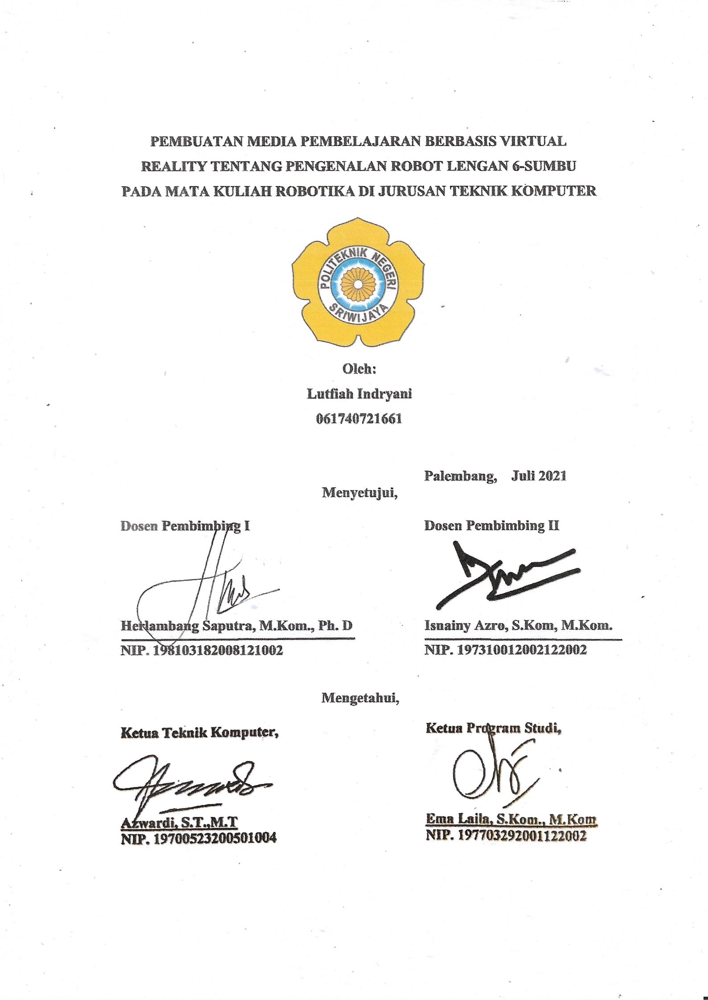 PEMBUATAN MEDIA PEMBELAJARAN BERBASIS VIRTUAL
REALITY TENTANG PENGENALAN ROBOT LENGAN 6-SUMBU
PADA MATA KULIAH ROBOTIKA DI JURUSAN TEKNIK KOMPUTER
POLITEKNIK NEGERI
SRIWIJAYA
Oleh:
Lutfiah Indryani
061740721661
Palembang, Juli 2021
Menyetujui,
Dosen Pembimbing I
Dosen Pembimbing II
Herlambang Saputra, M.Kom., Ph. D
Isnainy Azro, S.Kom, M.Kom.
NIP. 198103182008121002
NIP. 197310012002122002
Mengetahui,
Ketua Teknik Komputer,
Ketua Program Studi,
Azwardi, S.T.,M.T
Ema Laila, S.Kom., M.Kom
NIP. 19700523200501004
NIP. 197703292001122002